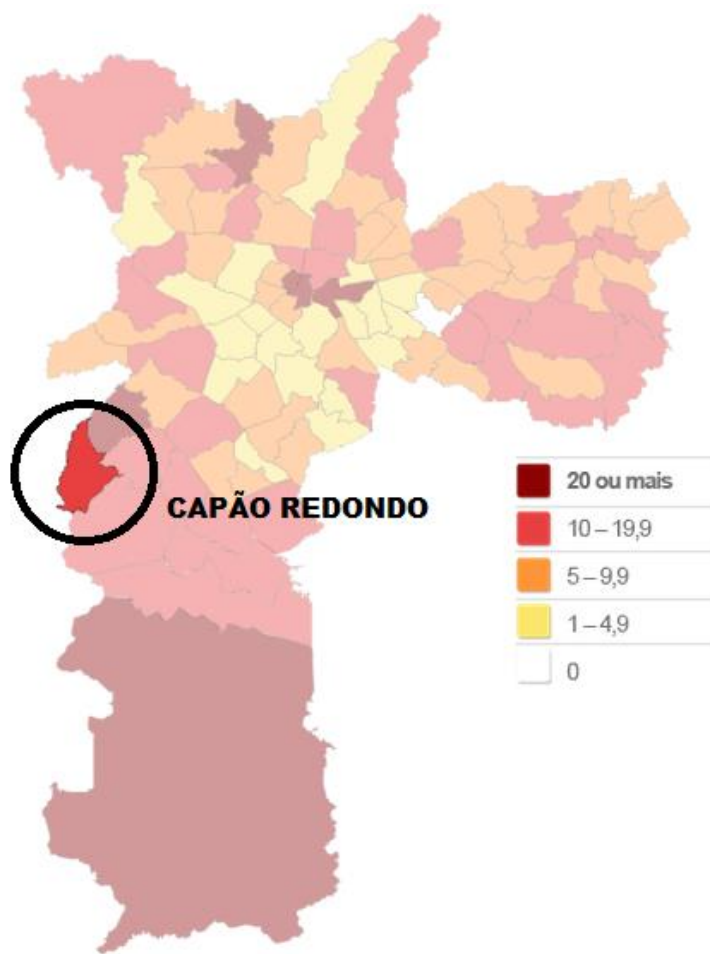 CAPÃO REDONDO
20 ou mais
10 – 19,9
5 – 9,9
1 – 4,9
0